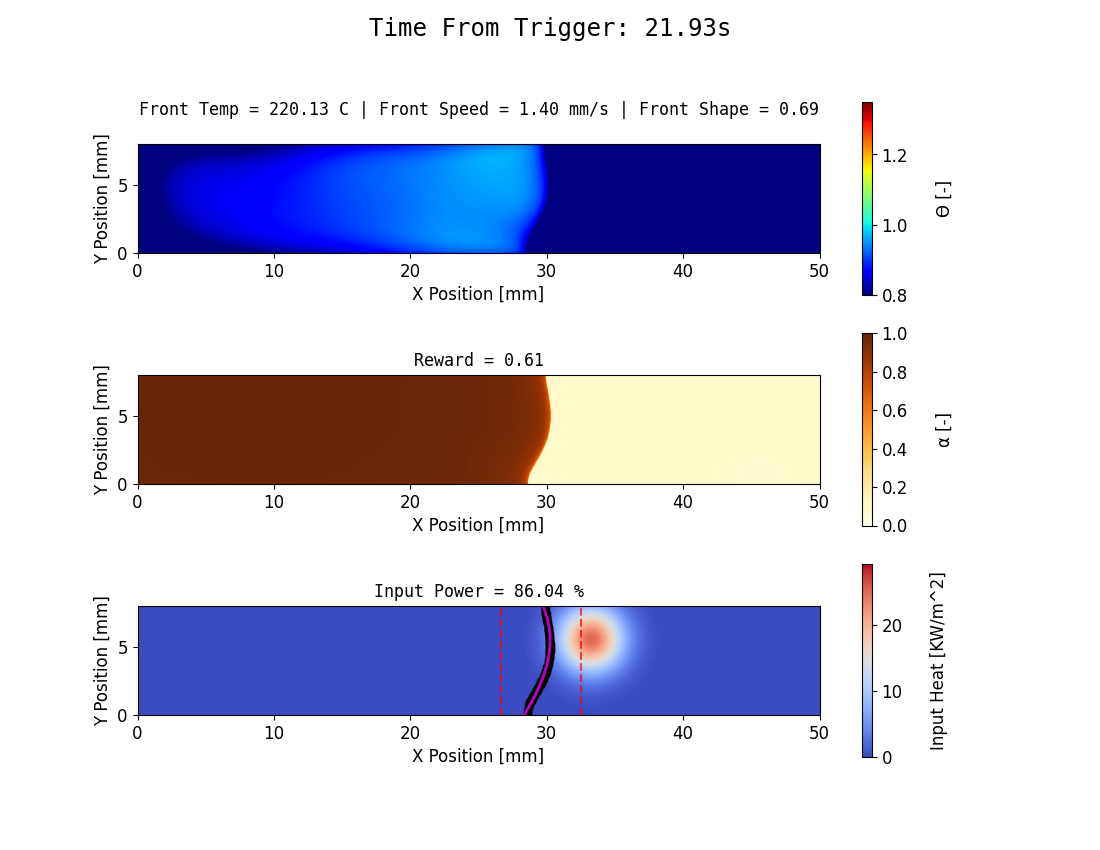 Time From Trigger: 21.93s
Front Temp = 220.13 C | Front Speed = 1.40 mm/s | Front Shape = 0.69
Y Position [mm]
5
0
0 10 20 30 40 50
X Position [mm]
1.2
1.0
0.8
Θ [-]
Reward = 0.61
Y Position [mm]
5
0
0 10 20 30 40 50
X Position [mm]
1.0
0.8
0.6
0.4
0.2
0.0
α [-]
Input Power = 86.04 %
Y Position [mm]
5
0
0 10 20 30 40 50
X Position [mm]
20
10
0
Input Heat [KW/m^2]